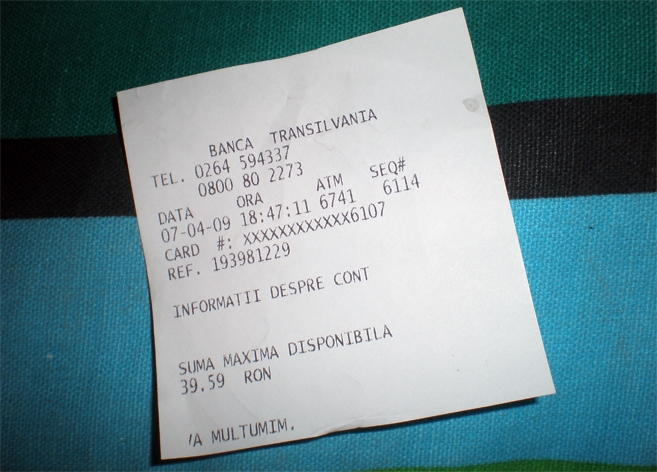 BANCA TRANSILVANIA
TEL. 0264 594337
0800 80 2273
DATA ORA ATM SEQ#
07-04-09 18:47:11 6741 6114
CARD #: XXXXXXXXXXXX6107
REF. 193981229
INFORMATII DESPRE CONT
SUMA MAXIMA DISPONIBILA
39.59 RON
'A MULTUMIM.